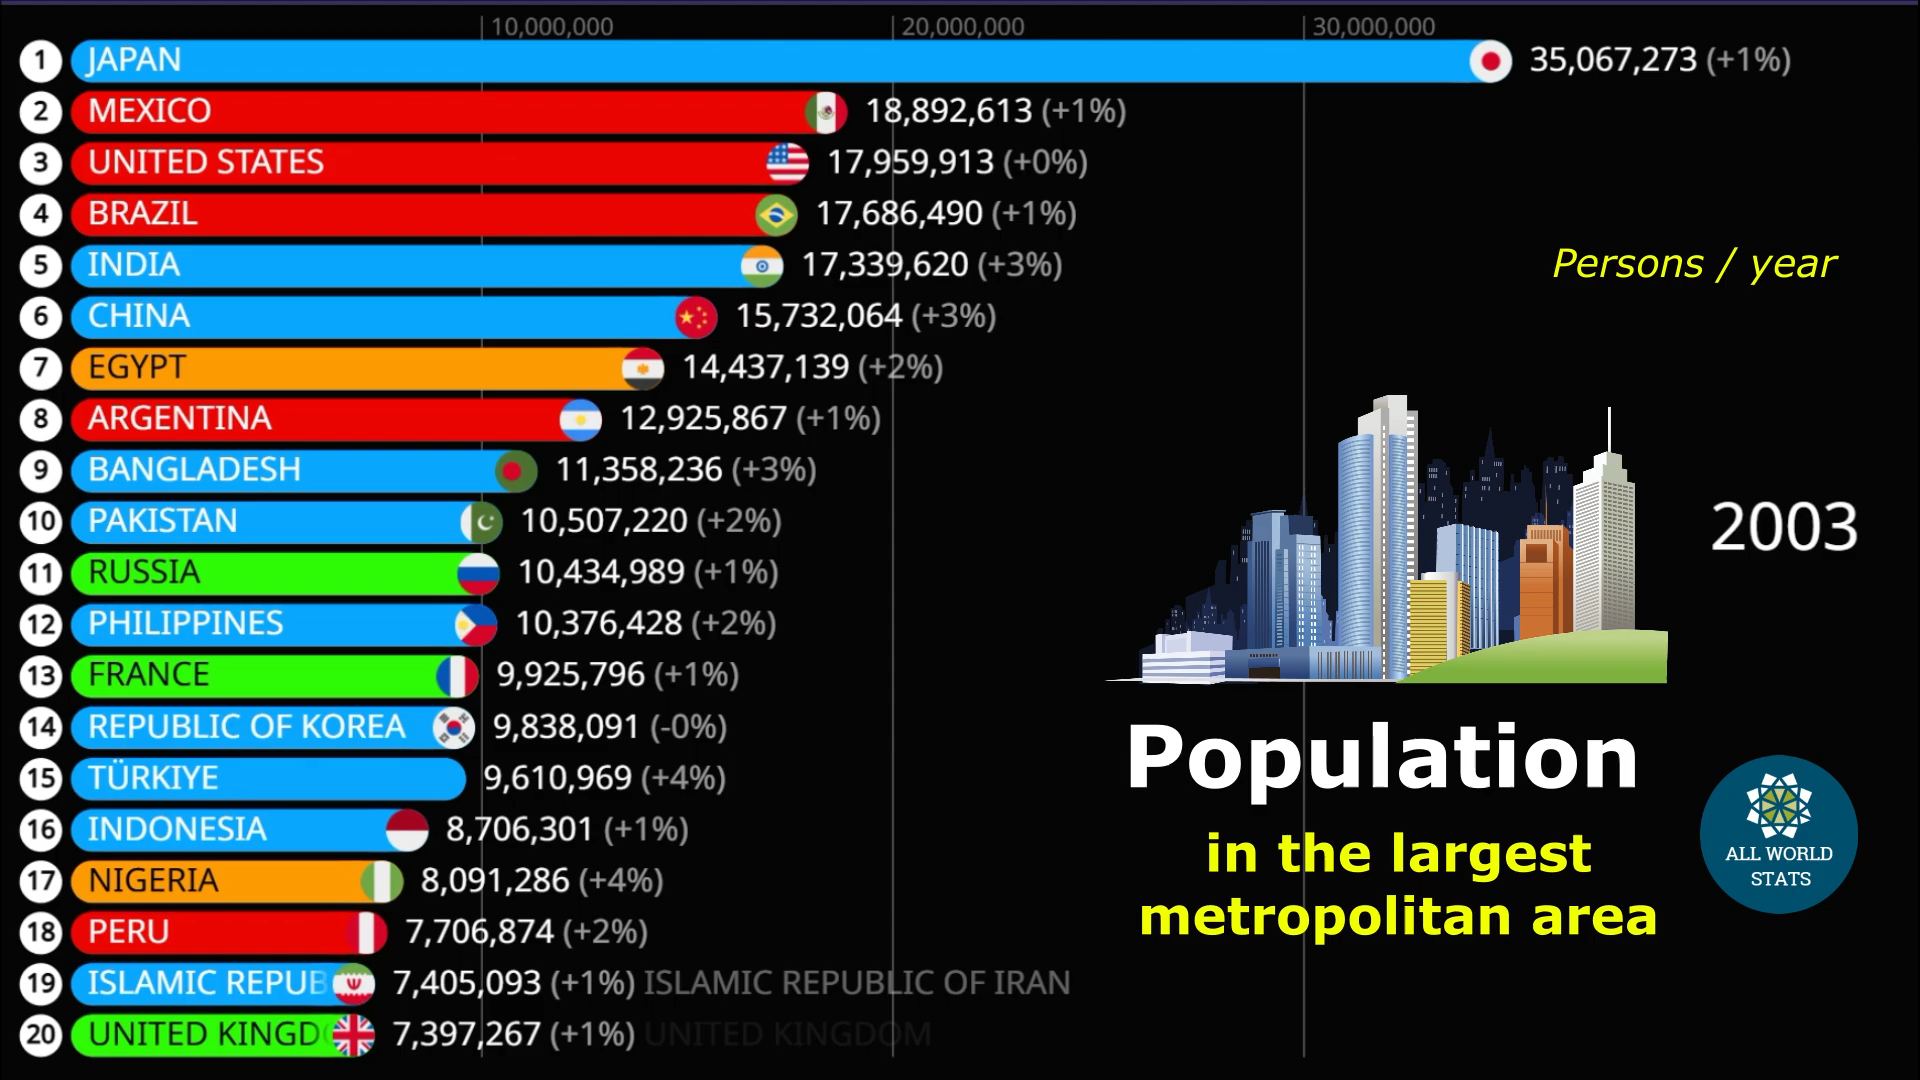 10,000,000 20,000,000 30,000,000
1 JAPAN 35,067,273 (+1%)
2 MEXICO 18,892,613 (+1%)
3 UNITED STATES 17,959,913 (+0%)
4 BRAZIL 17,686,490 (+1%)
5 INDIA 17,339,620 (+3%)
Persons / year
6 CHINA 15,732,064 (+3%)
7 EGYPT 14,437,139 (+2%)
8 ARGENTINA 12,925,867 (+1%)
9 BANGLADESH 11,358,236 (+3%)
10 PAKISTAN 10,507,220 (+2%)
2003
11 RUSSIA 10,434,989 (+1%)
12 PHILIPPINES 10,376,428 (+2%)
13 FRANCE 9,925,796 (+1%)
14 REPUBLIC OF KOREA 9,838,091 (-0%)
15 TÜRKIYE 9,610,969 (+4%)
16 INDONESIA 8,706,301 (+1%)
17 NIGERIA 8,091,286 (+4%)
18 PERU 7,706,874 (+2%)
19 ISLAMIC REPUB 7,405,093 (+1%) ISLAMIC REPUBLIC OF IRAN
20 UNITED KINGDO 7,397,267 (+1%) UNITED KINGDOM
Population
in the largest
metropolitan area
ALL WORLD
STATS